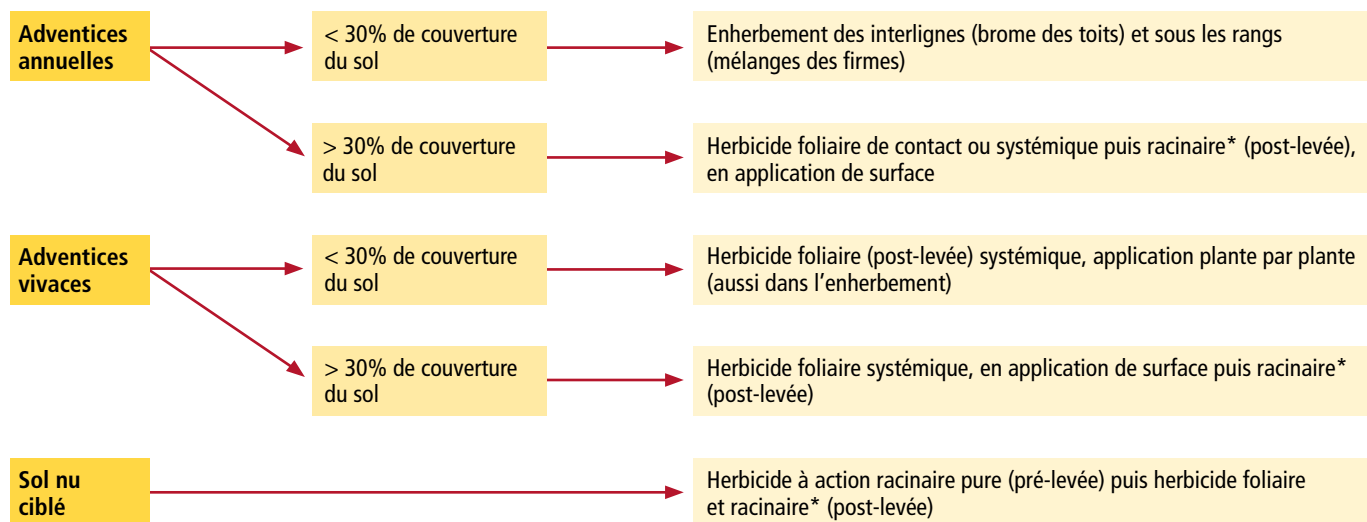 Adventices
annuelles
< 30% de couverture
du sol
Enherbement des interlignes (brome des toits) et sous les rangs
(mélanges des firmes)
> 30% de couverture
du sol
Herbicide foliaire de contact ou systémique puis racinaire* (post-levée),
en application de surface
Adventices
vivaces
< 30% de couverture
du sol
Herbicide foliaire (post-levée) systémique, application plante par plante
(aussi dans l'enherbement)
> 30% de couverture
du sol
Herbicide foliaire systémique, en application de surface puis racinaire*
(post-levée)
Sol nu
ciblé
Herbicide à action racinaire pure (pré-levée) puis herbicide foliaire
et racinaire* (post-levée)